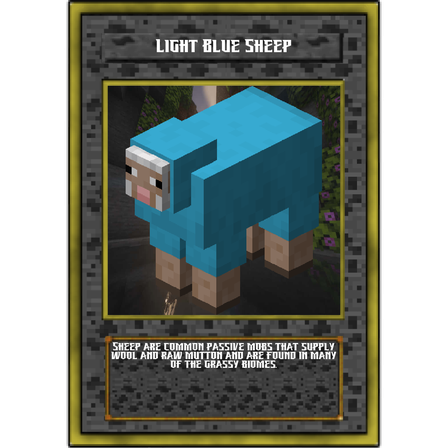 Light Blue Sheep
Sheep are common passive mobs that supply
wool and raw mutton and are found in many
of the grassy biomes.